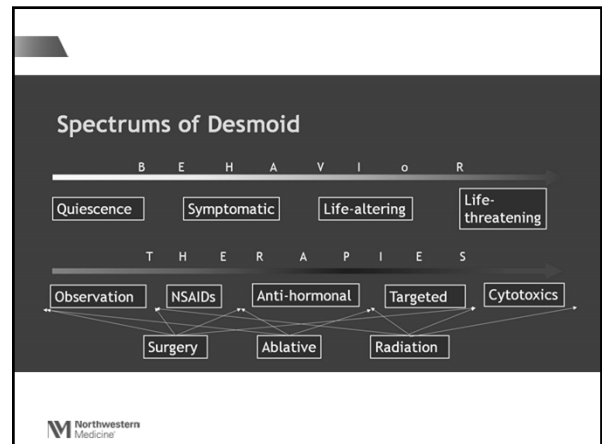 Spectrums of Desmoid
B E H A V I o R
Quiescence Symptomatic Life-altering Life-
threatening
T H E R A P I E S
Observation NSAIDs Anti-hormonal Targeted Cytotoxics
Surgery Ablative Radiation
NM Northwestern
Medicine®